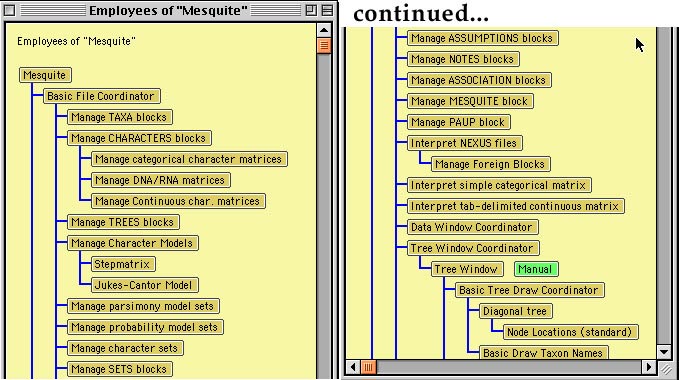 Employees of "Mesquite"
Employees of "Mesquite"
Mesquite
Basic File Coordinator
Manage TAXA blocks
Manage CHARACTERS blocks
Manage categorical character matrices
Manage DNA/RNA matrices
Manage Continuous char. matrices
Manage TREES blocks
Manage Character Models
Stepmatrix
Jukes-Cantor Model
Manage parsimony model sets
Manage probability model sets
Manage character sets
Manage SETS blocks
continued...
Manage ASSUMPTIONS blocks
Manage NOTES blocks
Manage ASSOCIATION blocks
Manage MESQUITE block
Manage PAUP block
Interpret NEXUS files
Manage Foreign Blocks
Interpret simple categorical matrix
Interpret tab-delimited continuous matrix
Data Window Coordinator
Tree Window Coordinator
Tree Window Manual
Basic Tree Draw Coordinator
Diagonal tree
Node Locations (standard)
Basic Draw Taxon Names